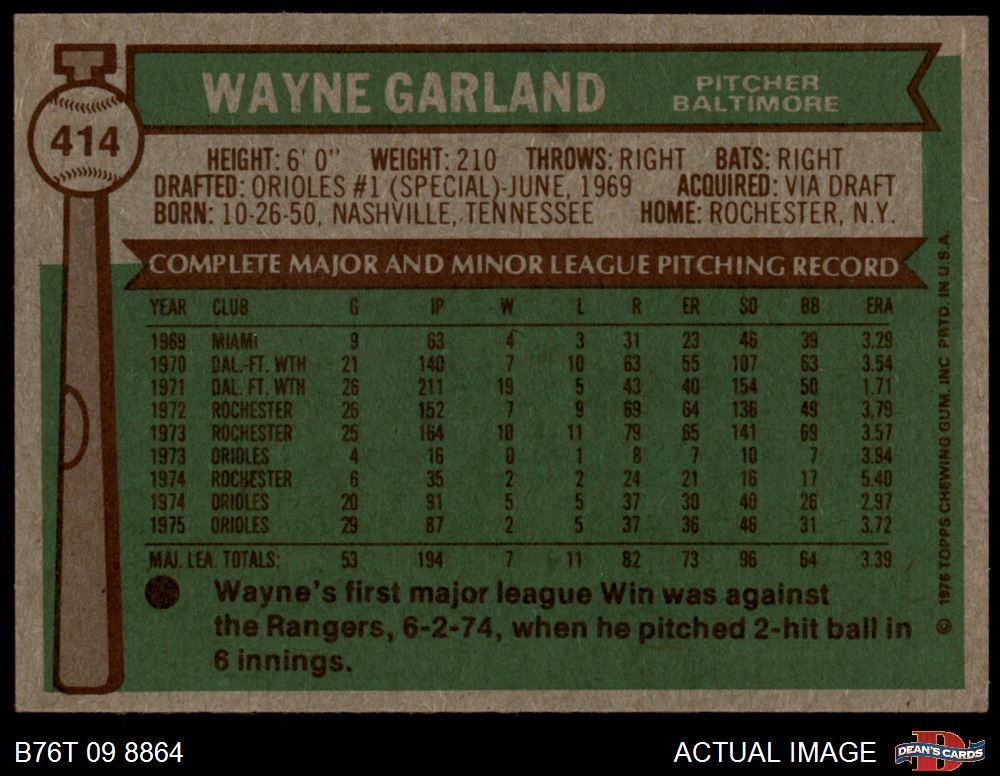 WAYNE GARLAND
PITCHER
BALTIMORE
414
HEIGHT: 6' 0" WEIGHT: 210 THROWS: RIGHT BATS: RIGHT
DRAFTED: ORIOLES #1 (SPECIAL)-JUNE, 1969 ACQUIRED: VIA DRAFT
BORN: 10-26-50, NASHVILLE, TENNESSEE HOME: ROCHESTER, N.Y.
COMPLETE MAJOR AND MINOR LEAGUE PITCHING RECORD
YEAR CLUB G IP W L R ER SO BB ERA
1969 MIAMI 9 63 4 3 31 23 46 39 3.29
1970 DAL.-FT. WTH 21 140 7 10 63 55 107 63 3.54
1971 DAL. FT. WTH 26 211 19 5 43 40 154 50 1.71
1972 ROCHESTER 26 152 7 9 69 64 136 49 3.79
1973 ROCHESTER 25 164 10 11 79 65 141 69 3.57
1973 ORIOLES 4 16 0 1 8 7 10 7 3.94
1974 ROCHESTER 6 35 2 2 24 21 16 17 5.40
1974 ORIOLES 20 91 5 5 37 30 40 26 2.97
1975 ORIOLES 29 87 2 5 37 36 46 31 3.72
MAJ. LEA. TOTALS: 53 194 7 11 82 73 96 64 3.39
Wayne's first major league Win was against
the Rangers, 6-2-74, when he pitched 2-hit ball in
6 innings.
© 1976 TOPPS CHEWING GUM, INC PRTD. IN U.S.A.
B76T 09 8864
ACTUAL IMAGE
DEAN'S CARDS